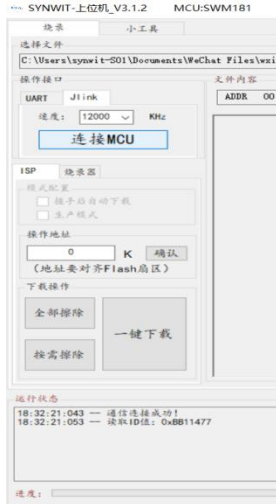 SYNWIT-上位机_V3.1.2 MCU:SWM181
烧录 小工具
选择文件
C:\Users\synwit-S01\Documents\WeChat Files\wxi
操作接口 文件内容
UART Jlink ADDR 00
速度: 12000 KHz
连接MCU
ISP 烧录器
模式配置
握手后自动下载
生产模式
操作地址
0 K 确认
(地址要对齐Flash扇区)
下载操作
全部擦除
一键下载
按需擦除
运行状态
18:32:21:043 -- 通信连接成功!
18:32:21:053 -- 读取ID值: 0xBB11477
进度: